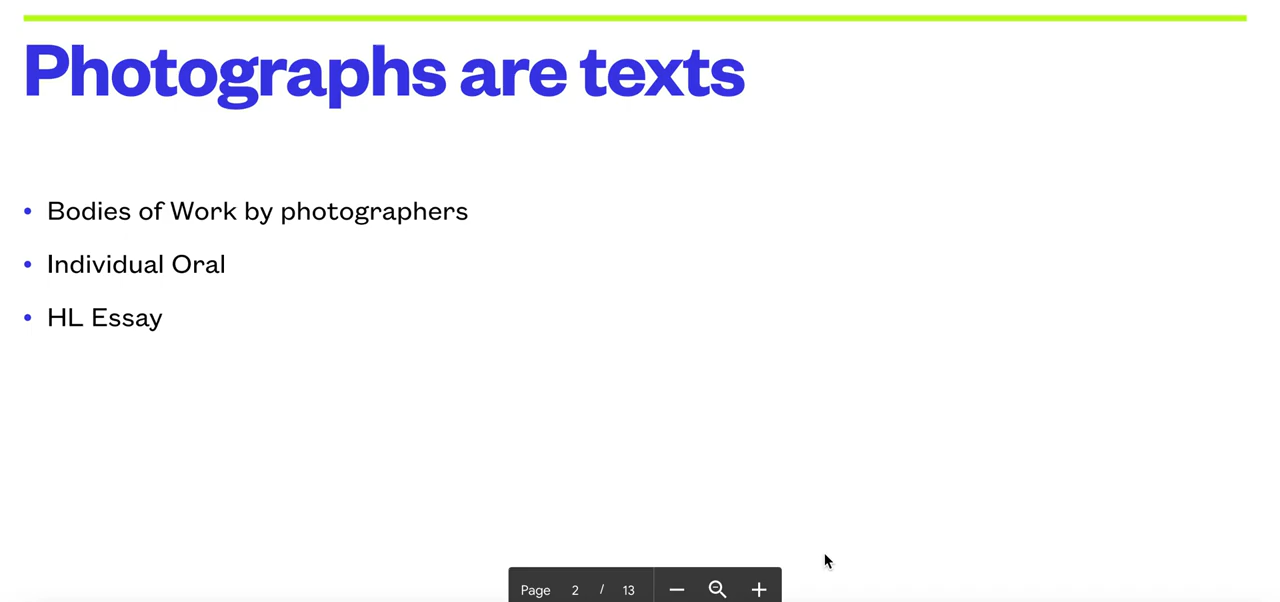 Photographs are texts
• Bodies of Work by photographers
• Individual Oral
• HL Essay
Page 2 / 13